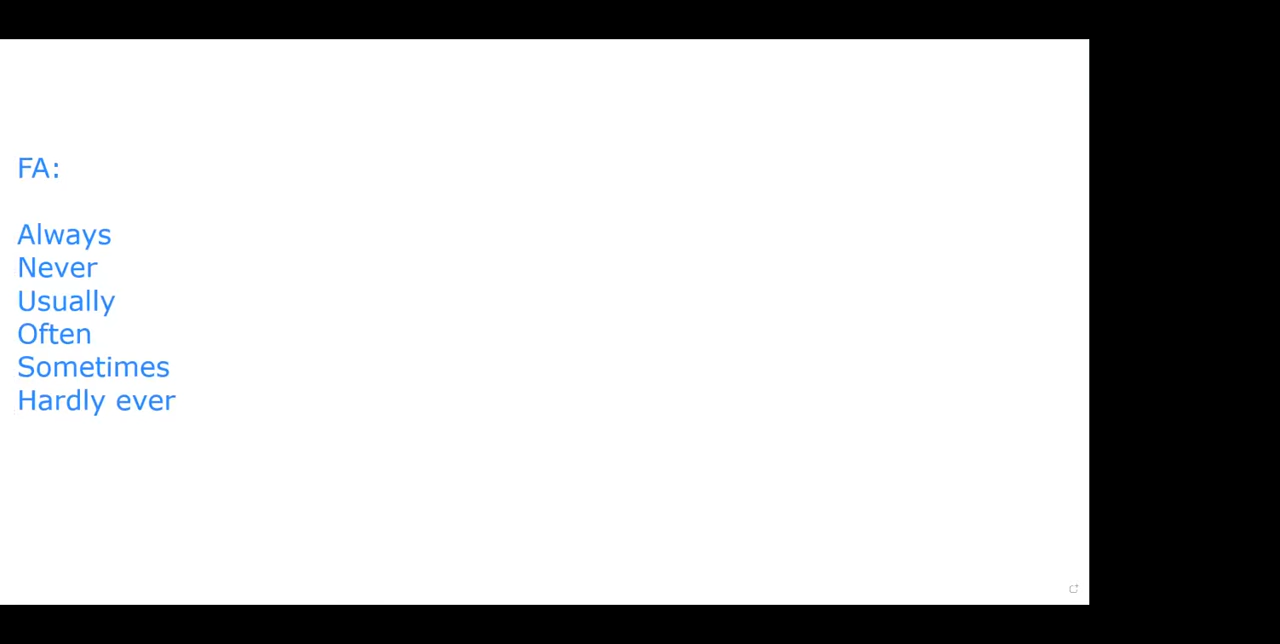 FA:
Always
Never
Usually
Often
Sometimes
Hardly ever